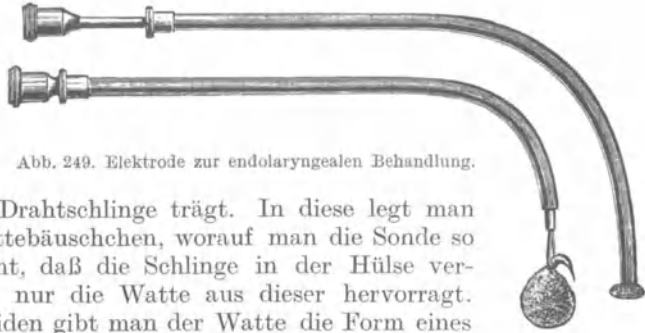 Abb. 249. Elektrode zur endolaryngealen Behandlung.
Drahtschlinge trägt. In diese legt man
ttebäuschchen, worauf man die Sonde so
ht, daß die Schlinge in der Hülse ver-
nur die Watte aus dieser hervorragt.
iden gibt man der Watte die Form eines